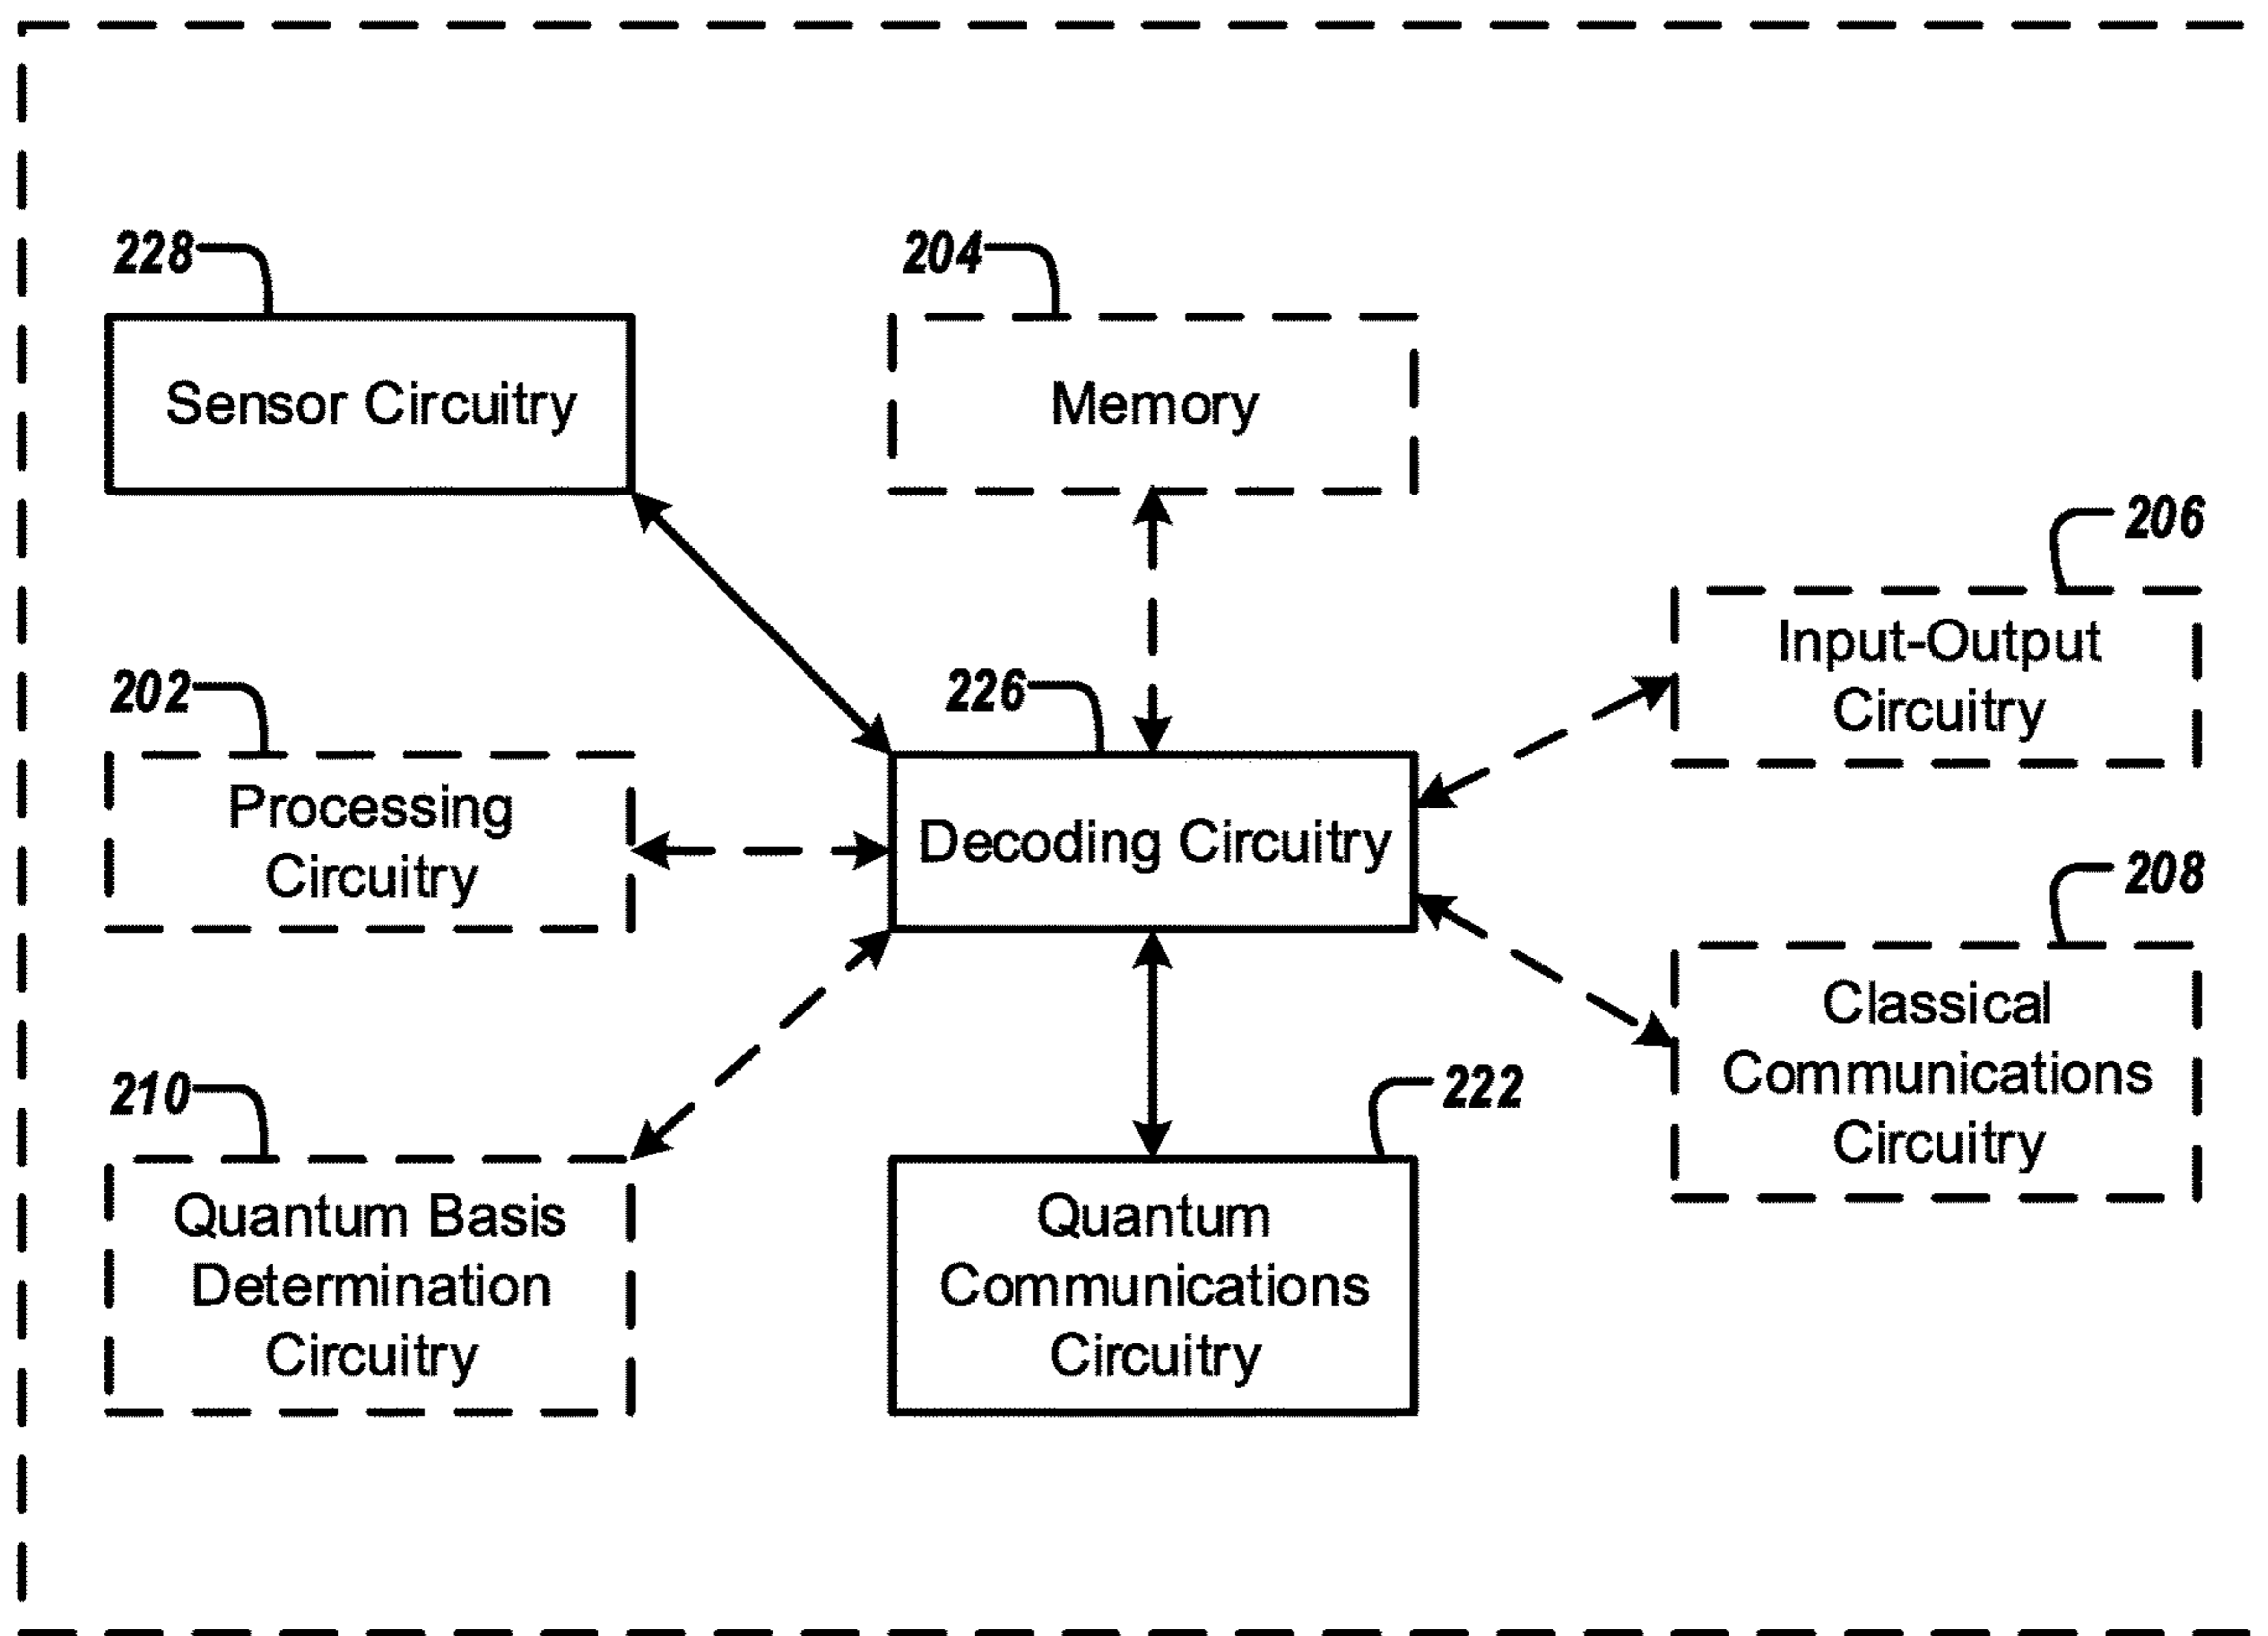 228
Sensor Circuitry
204
Memory
206
Input-Output
Circuitry
202
Processing
Circuitry
226
Decoding Circuitry
208
Classical
Communications
Circuitry
210
Quantum Basis
Determination
Circuitry
222
Quantum
Communications
Circuitry